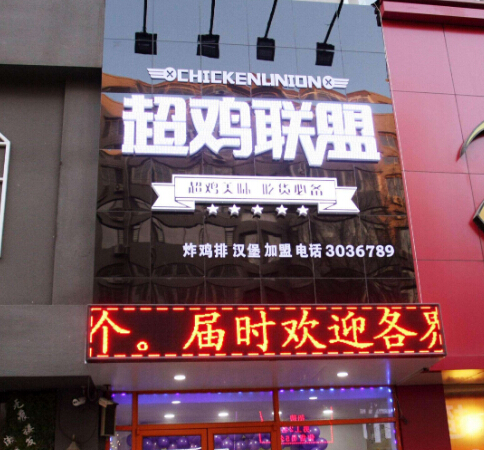 CHICKENUNION
超鸡联盟
超鸡美味 吃货必备
炸鸡排 汉堡 加盟 电话 3036789
个。届时欢迎各界